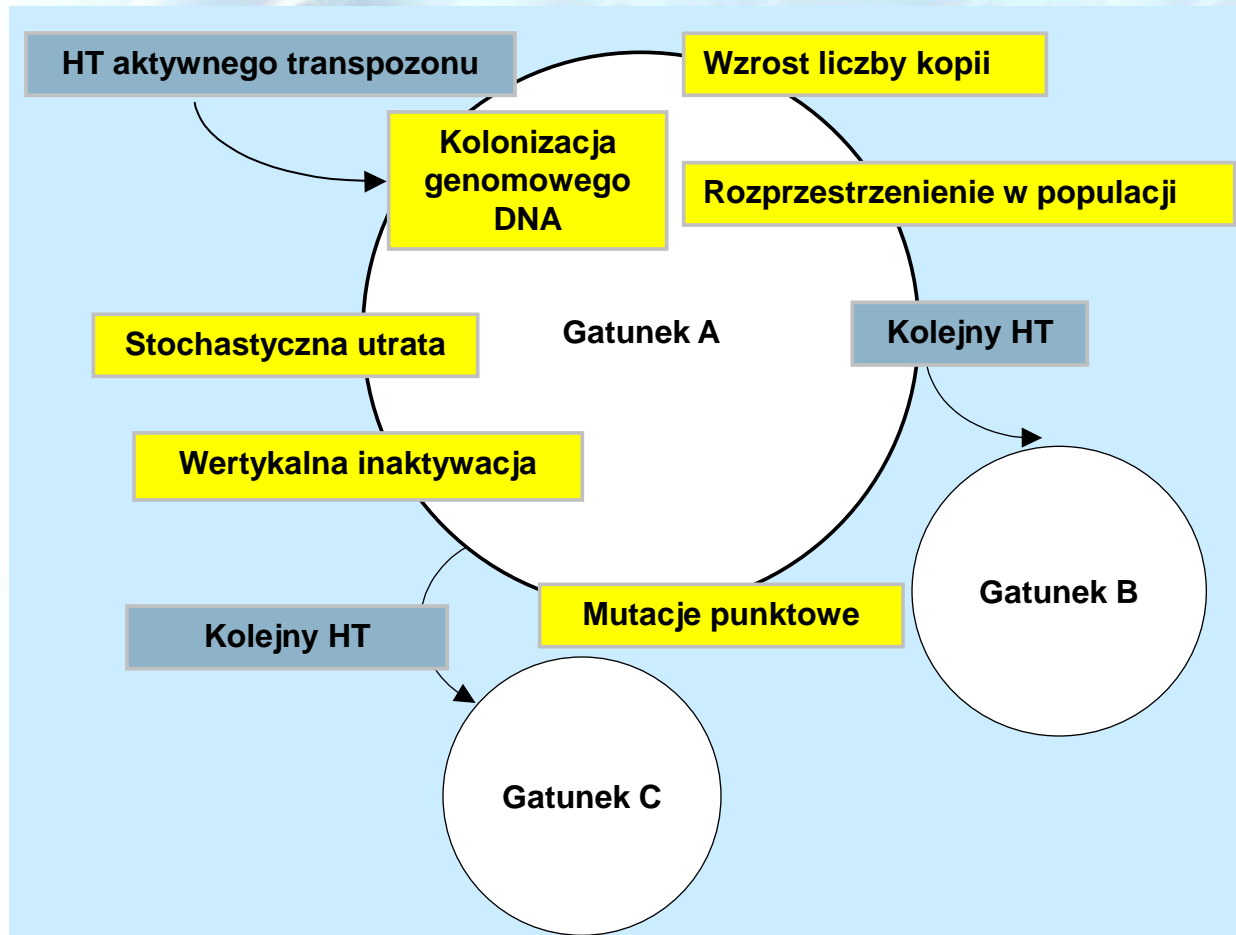 HT aktywnego transpozonu
Wzrost liczby kopii
Kolonizacja
genomowego
DNA
Rozprzestrzenienie w populacji
Stochastyczna utrata
Gatunek A
Kolejny HT
Wertykalna inaktywacja
Gatunek B
Mutacje punktowe
Kolejny HT
Gatunek C